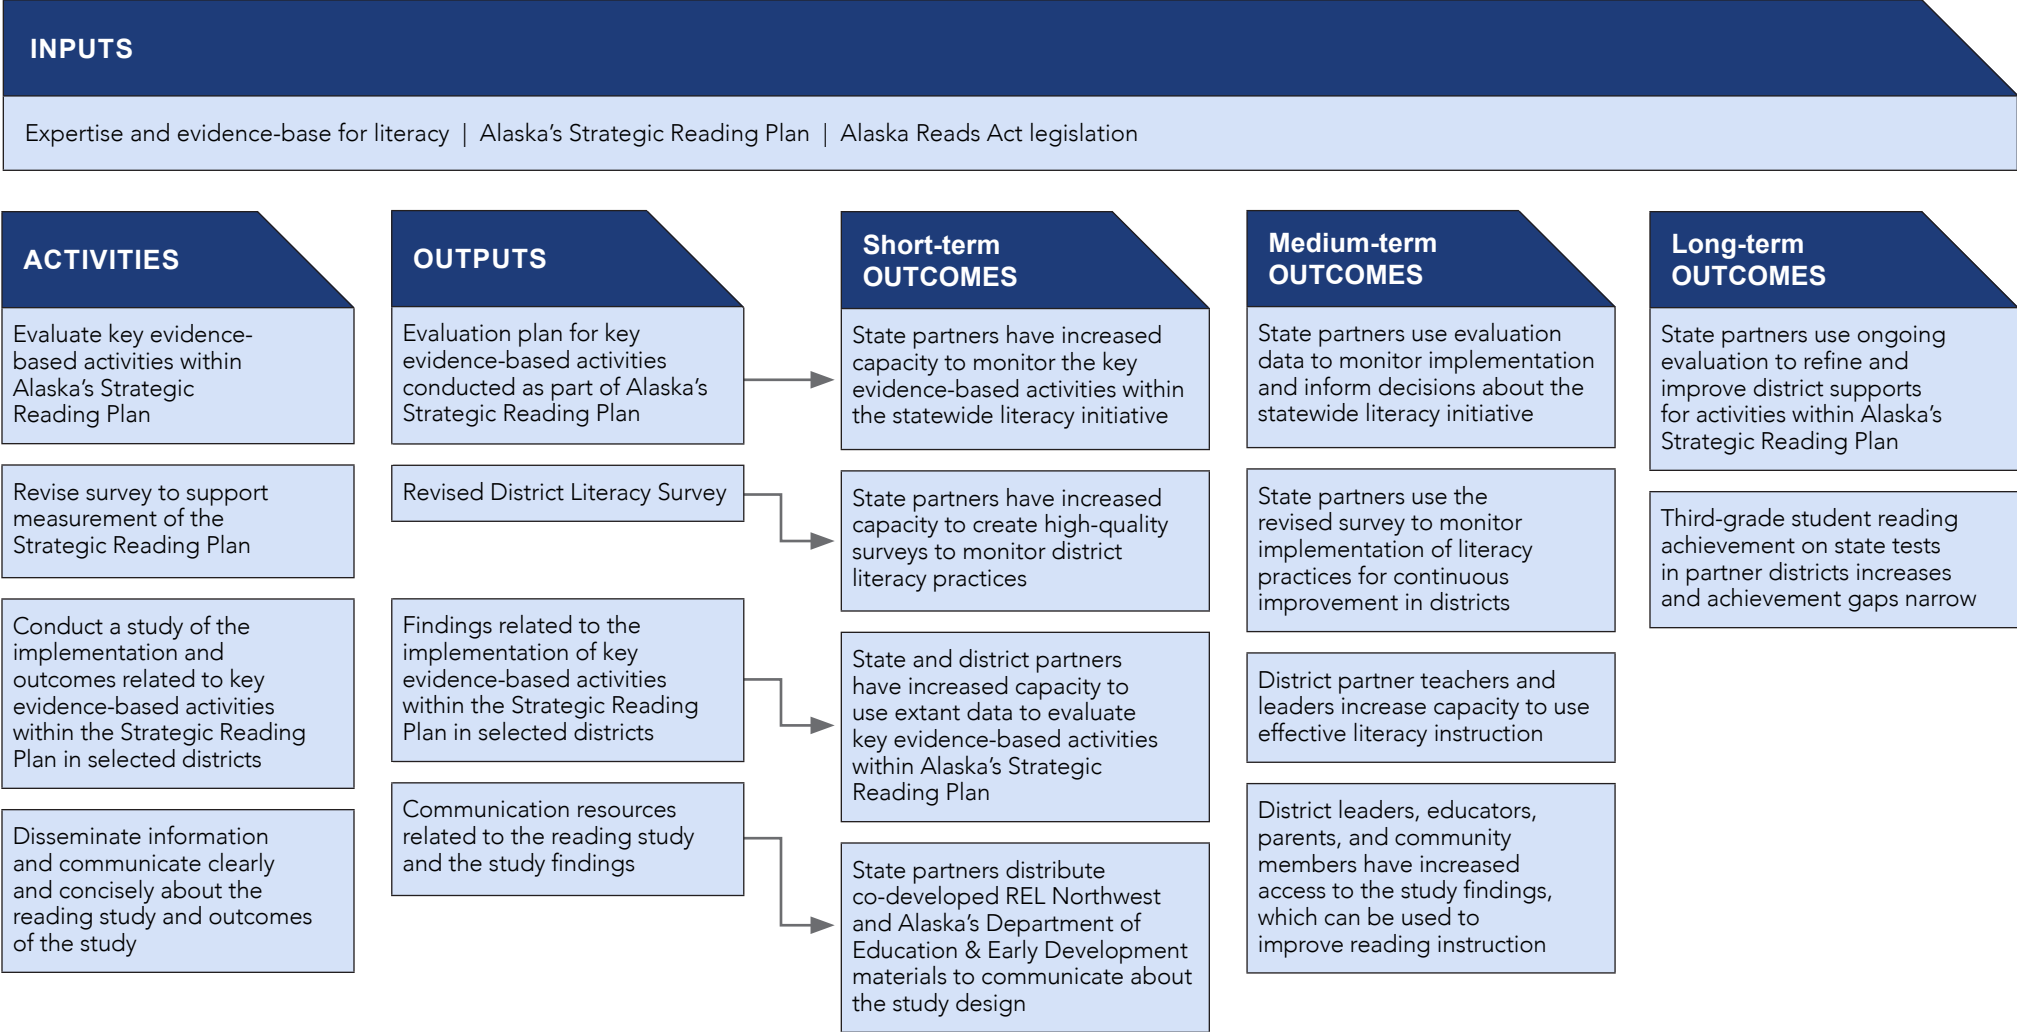 INPUTS
Expertise and evidence-base for literacy | Alaska’s Strategic Reading Plan | Alaska Reads Act legislation
ACTIVITIES
Evaluate key evidence-
based activities within
Alaska’s Strategic
Reading Plan
Revise survey to support
measurement of the
Strategic Reading Plan
Conduct a study of the
implementation and
outcomes related to key
evidence-based activities
within the Strategic Reading
Plan in selected districts
Disseminate information
and communicate clearly
and concisely about the
reading study and outcomes
of the study
OUTPUTS
Evaluation plan for key
evidence-based activities
conducted as part of Alaska’s
Strategic Reading Plan
Revised District Literacy Survey
Findings related to the
implementation of key
evidence-based activities
within the Strategic Reading
Plan in selected districts
Communication resources
related to the reading study
and the study findings
Short-term
OUTCOMES
State partners have increased
capacity to monitor the key
evidence-based activities within
the statewide literacy initiative
State partners have increased
capacity to create high-quality
surveys to monitor district
literacy practices
State and district partners
have increased capacity to
use extant data to evaluate
key evidence-based activities
within Alaska’s Strategic
Reading Plan
State partners distribute
co-developed REL Northwest
and Alaska’s Department of
Education & Early Development
materials to communicate about
the study design
Medium-term
OUTCOMES
State partners use evaluation
data to monitor implementation
and inform decisions about the
statewide literacy initiative
State partners use the
revised survey to monitor
implementation of literacy
practices for continuous
improvement in districts
District partner teachers and
leaders increase capacity to use
effective literacy instruction
District leaders, educators,
parents, and community
members have increased
access to the study findings,
which can be used to
improve reading instruction
Long-term
OUTCOMES
State partners use ongoing
evaluation to refine and
improve district supports
for activities within Alaska’s
Strategic Reading Plan
Third-grade student reading
achievement on state tests
in partner districts increases
and achievement gaps narrow